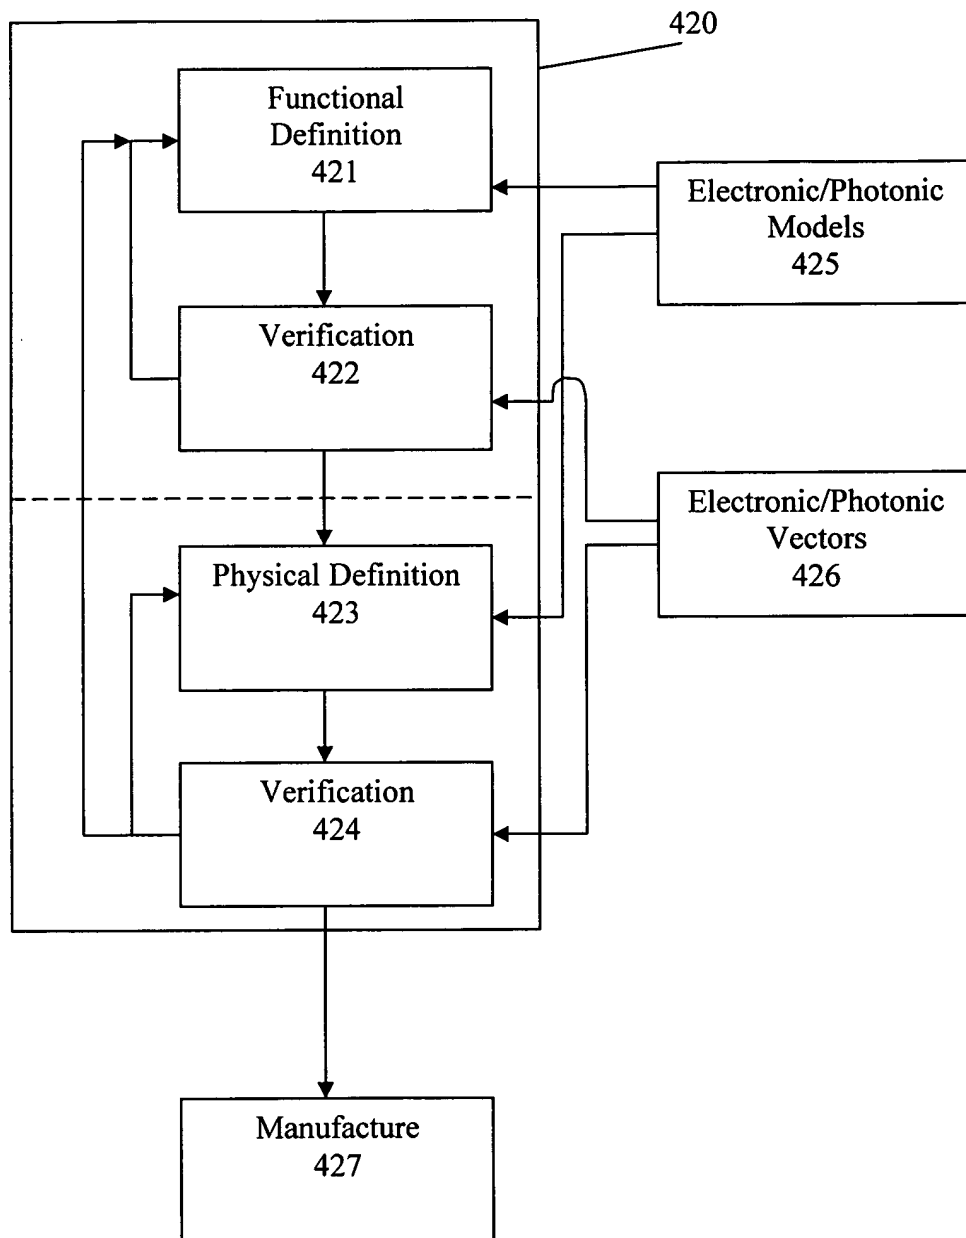 420
Functional
Definition
421
Electronic/Photonic
Models
425
Verification
422
Electronic/Photonic
Vectors
426
Physical Definition
423
Verification
424
Manufacture
427